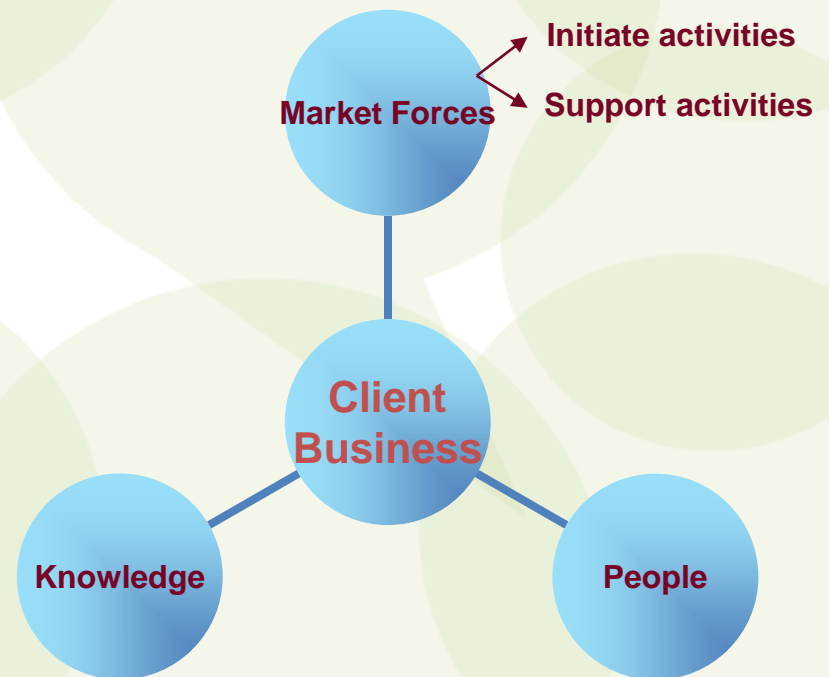 Initiate activities
Market Forces
Support activities
Client
Business
Knowledge
People